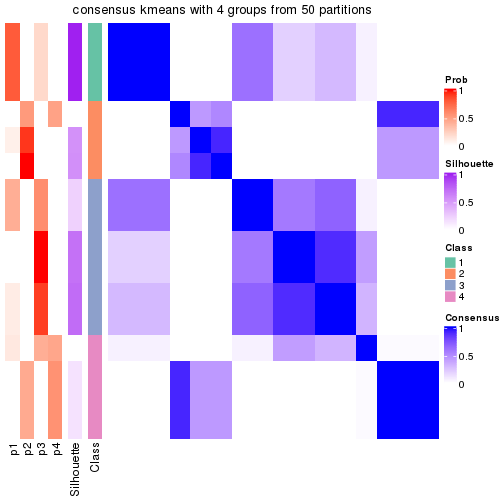 consensus kmeans with 4 groups from 50 partitions
Prob
1
0.5
0
Silhouette
1
0.5
0
Class
1
2
3
4
Consensus
1
0.5
0
p1
p2
p3
p4
Silhouette
Class